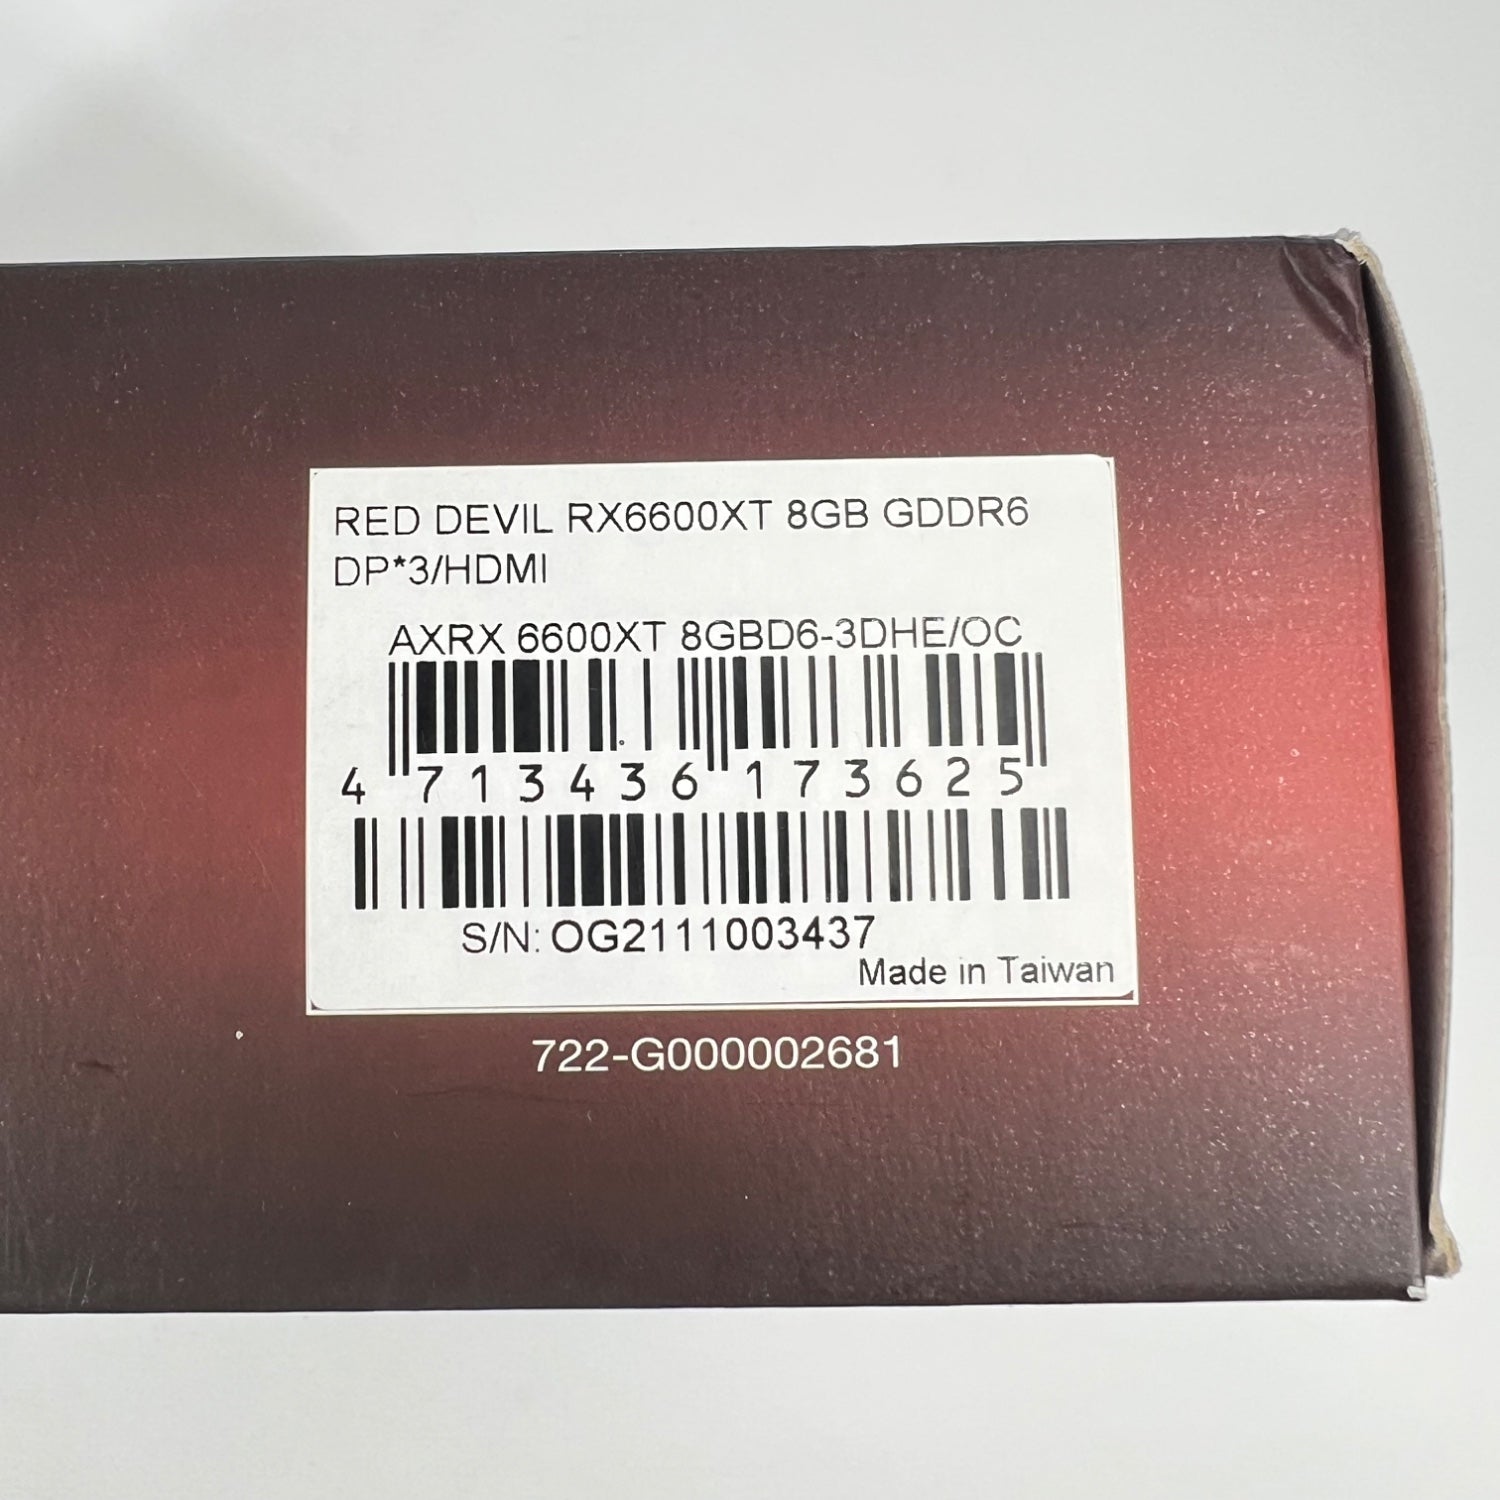 RED DEVIL RX6600XT 8GB GDDR6
DP*3/HDMI
AXRX 6600XT 8GBD6-3DHE/OC
4 713436 173625
S/N: OG2111003437
Made in Taiwan
722-G000002681